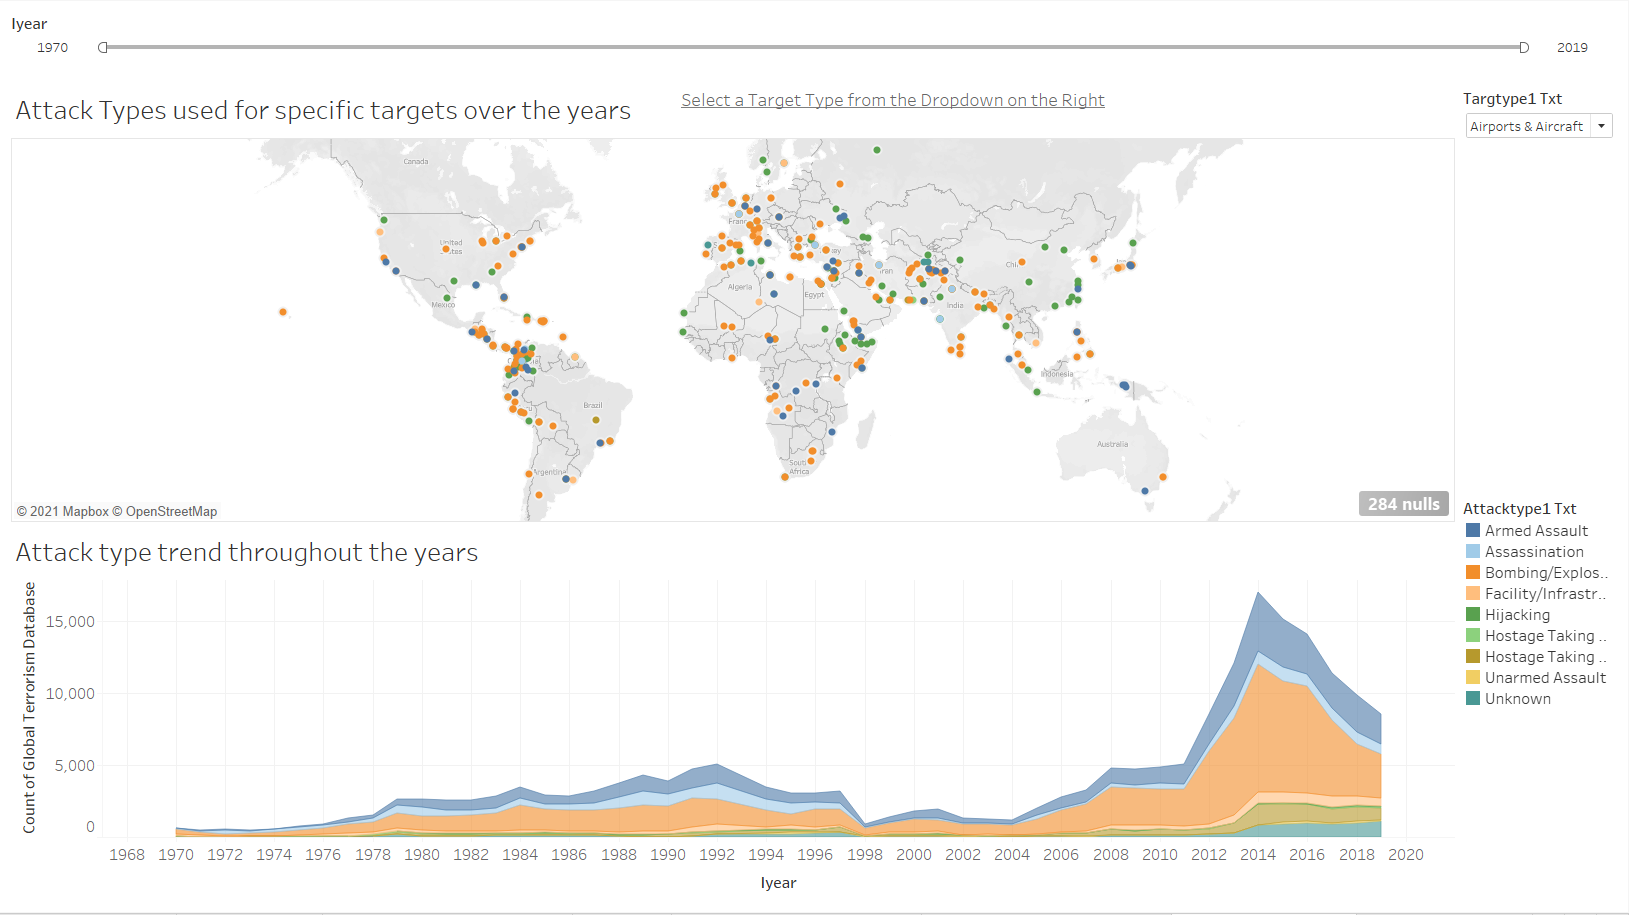 Iyear
1970
2019
Attack Types used for specific targets over the years
Select a Target Type from the Dropdown on the Right
Targtype1 Txt
Airports & Aircraft
Canada
United
Mexico
Brazil
Argentina
Algeria
Egypt
South
Africa
India
Indonesia
Australia
© 2021 Mapbox © OpenStreetMap
284 nulls
Attacktype1 Txt
Armed Assault
Assassination
Bombing/Explos..
Facility/Infrastr..
Hijacking
Hostage Taking ..
Hostage Taking ..
Unarmed Assault
Unknown
Attack type trend throughout the years
Count of Global Terrorism Database
15,000
10,000
5,000
0
1968 1970 1972 1974 1976 1978 1980 1982 1984 1986 1988 1990 1992 1994 1996 1998 2000 2002 2004 2006 2008 2010 2012 2014 2016 2018 2020
Iyear